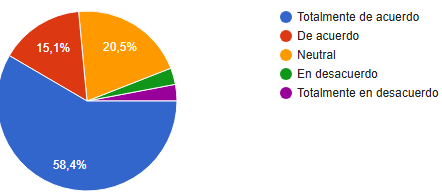 Totalmente de acuerdo
De acuerdo
Neutral
En desacuerdo
Totalmente en desacuerdo
15,1%
20,5%
58,4%